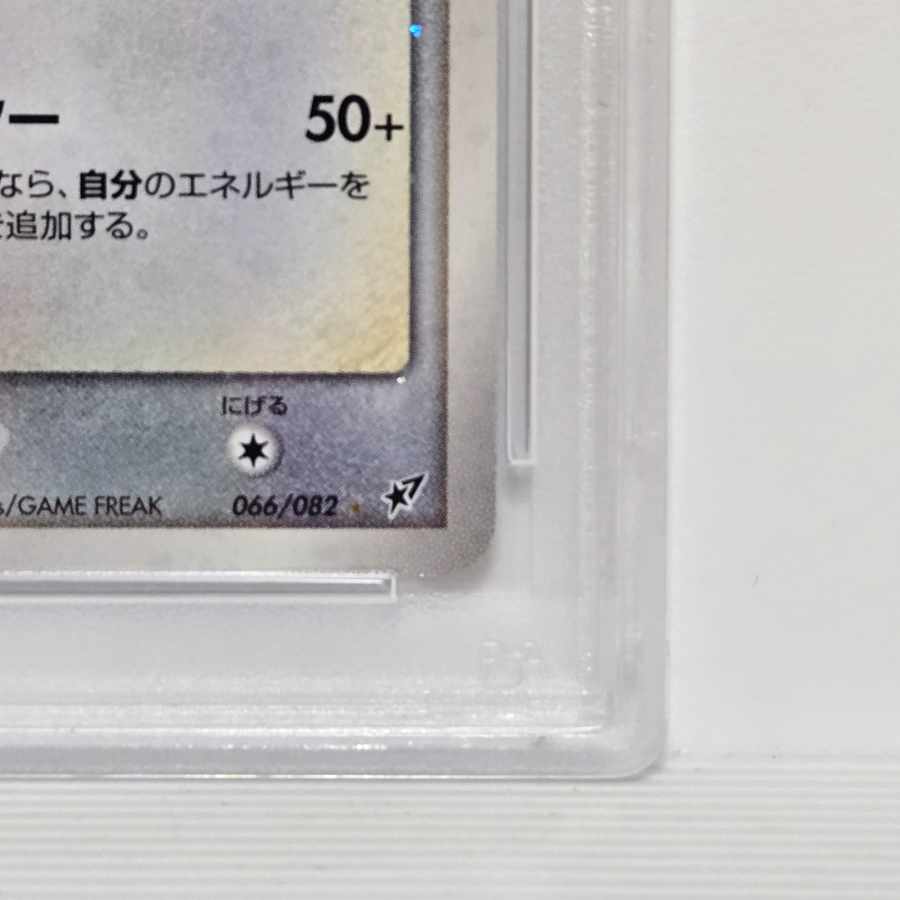 ー 50+
なら、自分のエネルギーを
追加する。
にげる
/GAME FREAK 066/082